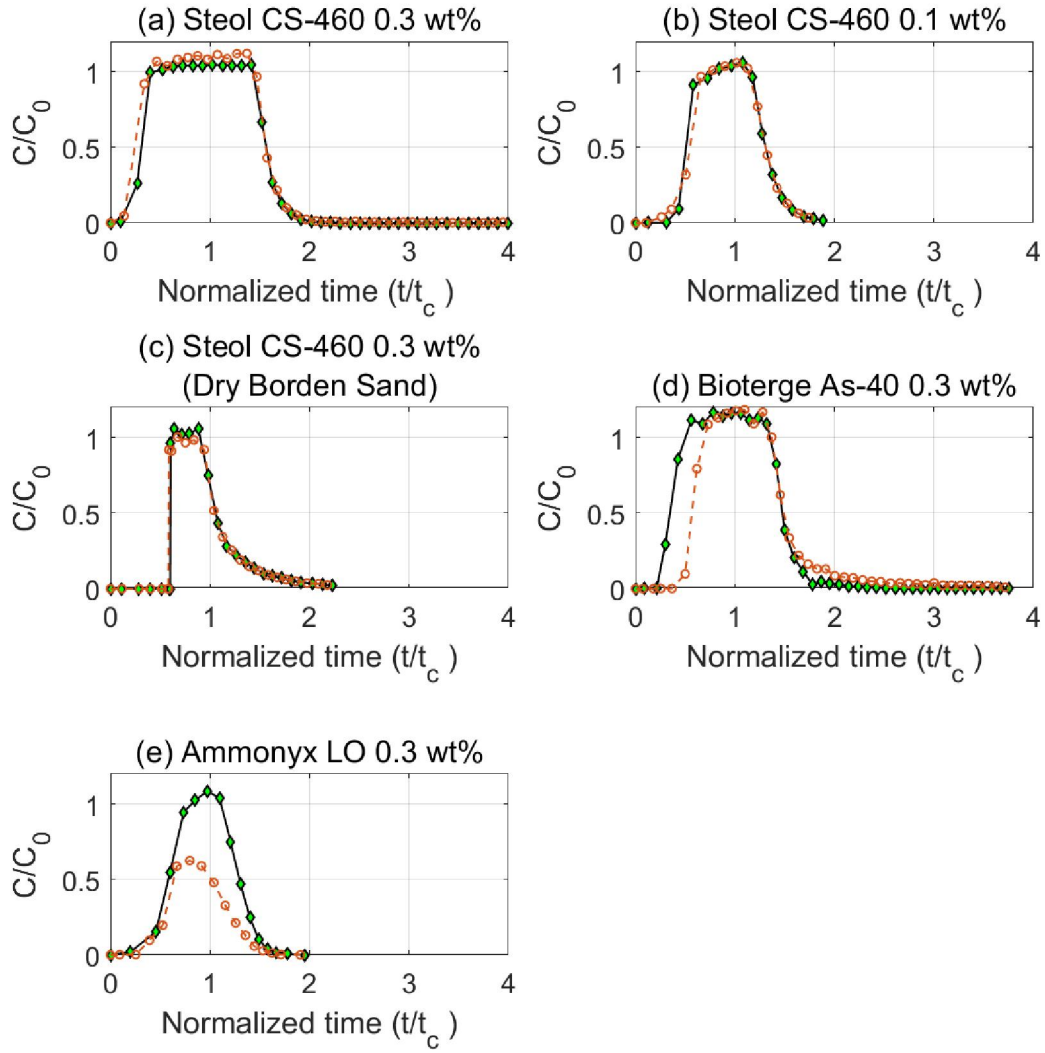 (a) Steol CS-460 0.3 wt%
C/C0
1
0.5
0
0 1 2 3 4
Normalized time (t/tc )
(b) Steol CS-460 0.1 wt%
C/C0
1
0.5
0
0 1 2 3 4
Normalized time (t/tc )
(c) Steol CS-460 0.3 wt%
(Dry Borden Sand)
C/C0
1
0.5
0
0 1 2 3 4
Normalized time (t/tc )
(d) Bioterge As-40 0.3 wt%
C/C0
1
0.5
0
0 1 2 3 4
Normalized time (t/tc )
(e) Ammonyx LO 0.3 wt%
C/C0
1
0.5
0
0 1 2 3 4
Normalized time (t/tc )